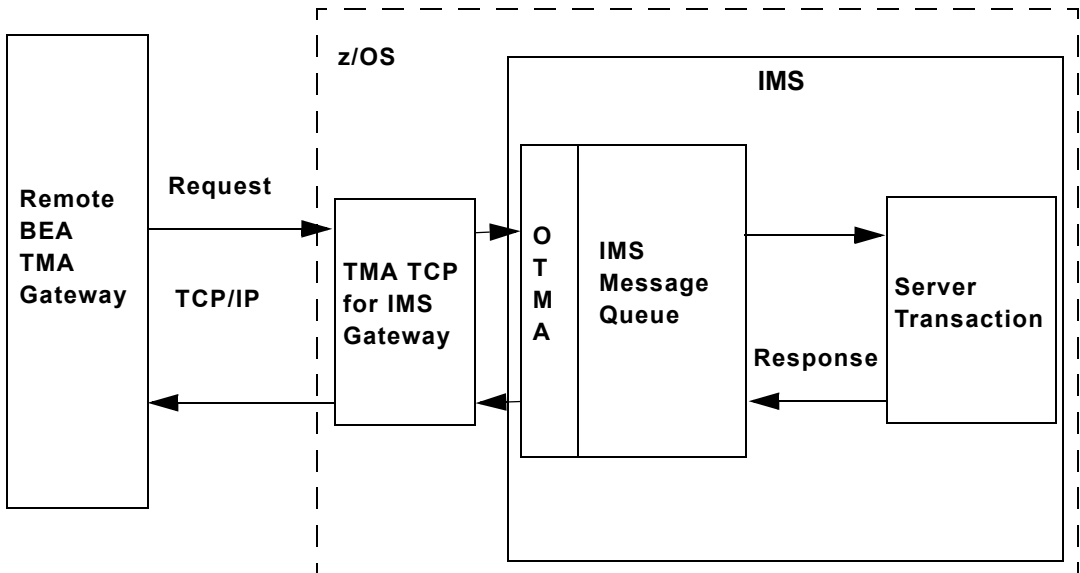 z/OS
IMS
Remote
BEA
TMA
Gateway
Request
TCP/IP
TMA TCP
for IMS
Gateway
O
T
M
A
IMS
Message
Queue
Server
Transaction
Response